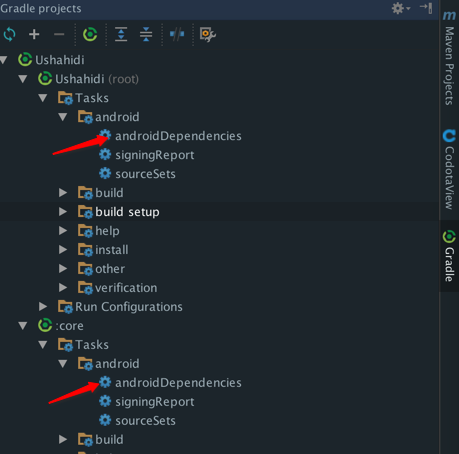 Gradle projects
Ushahidi
Ushahidi (root)
Tasks
android
androidDependencies
signingReport
sourceSets
build
build setup
help
install
other
verification
Run Configurations
:core
Tasks
android
androidDependencies
signingReport
sourceSets
build
Maven Projects
CodotaView
Gradle